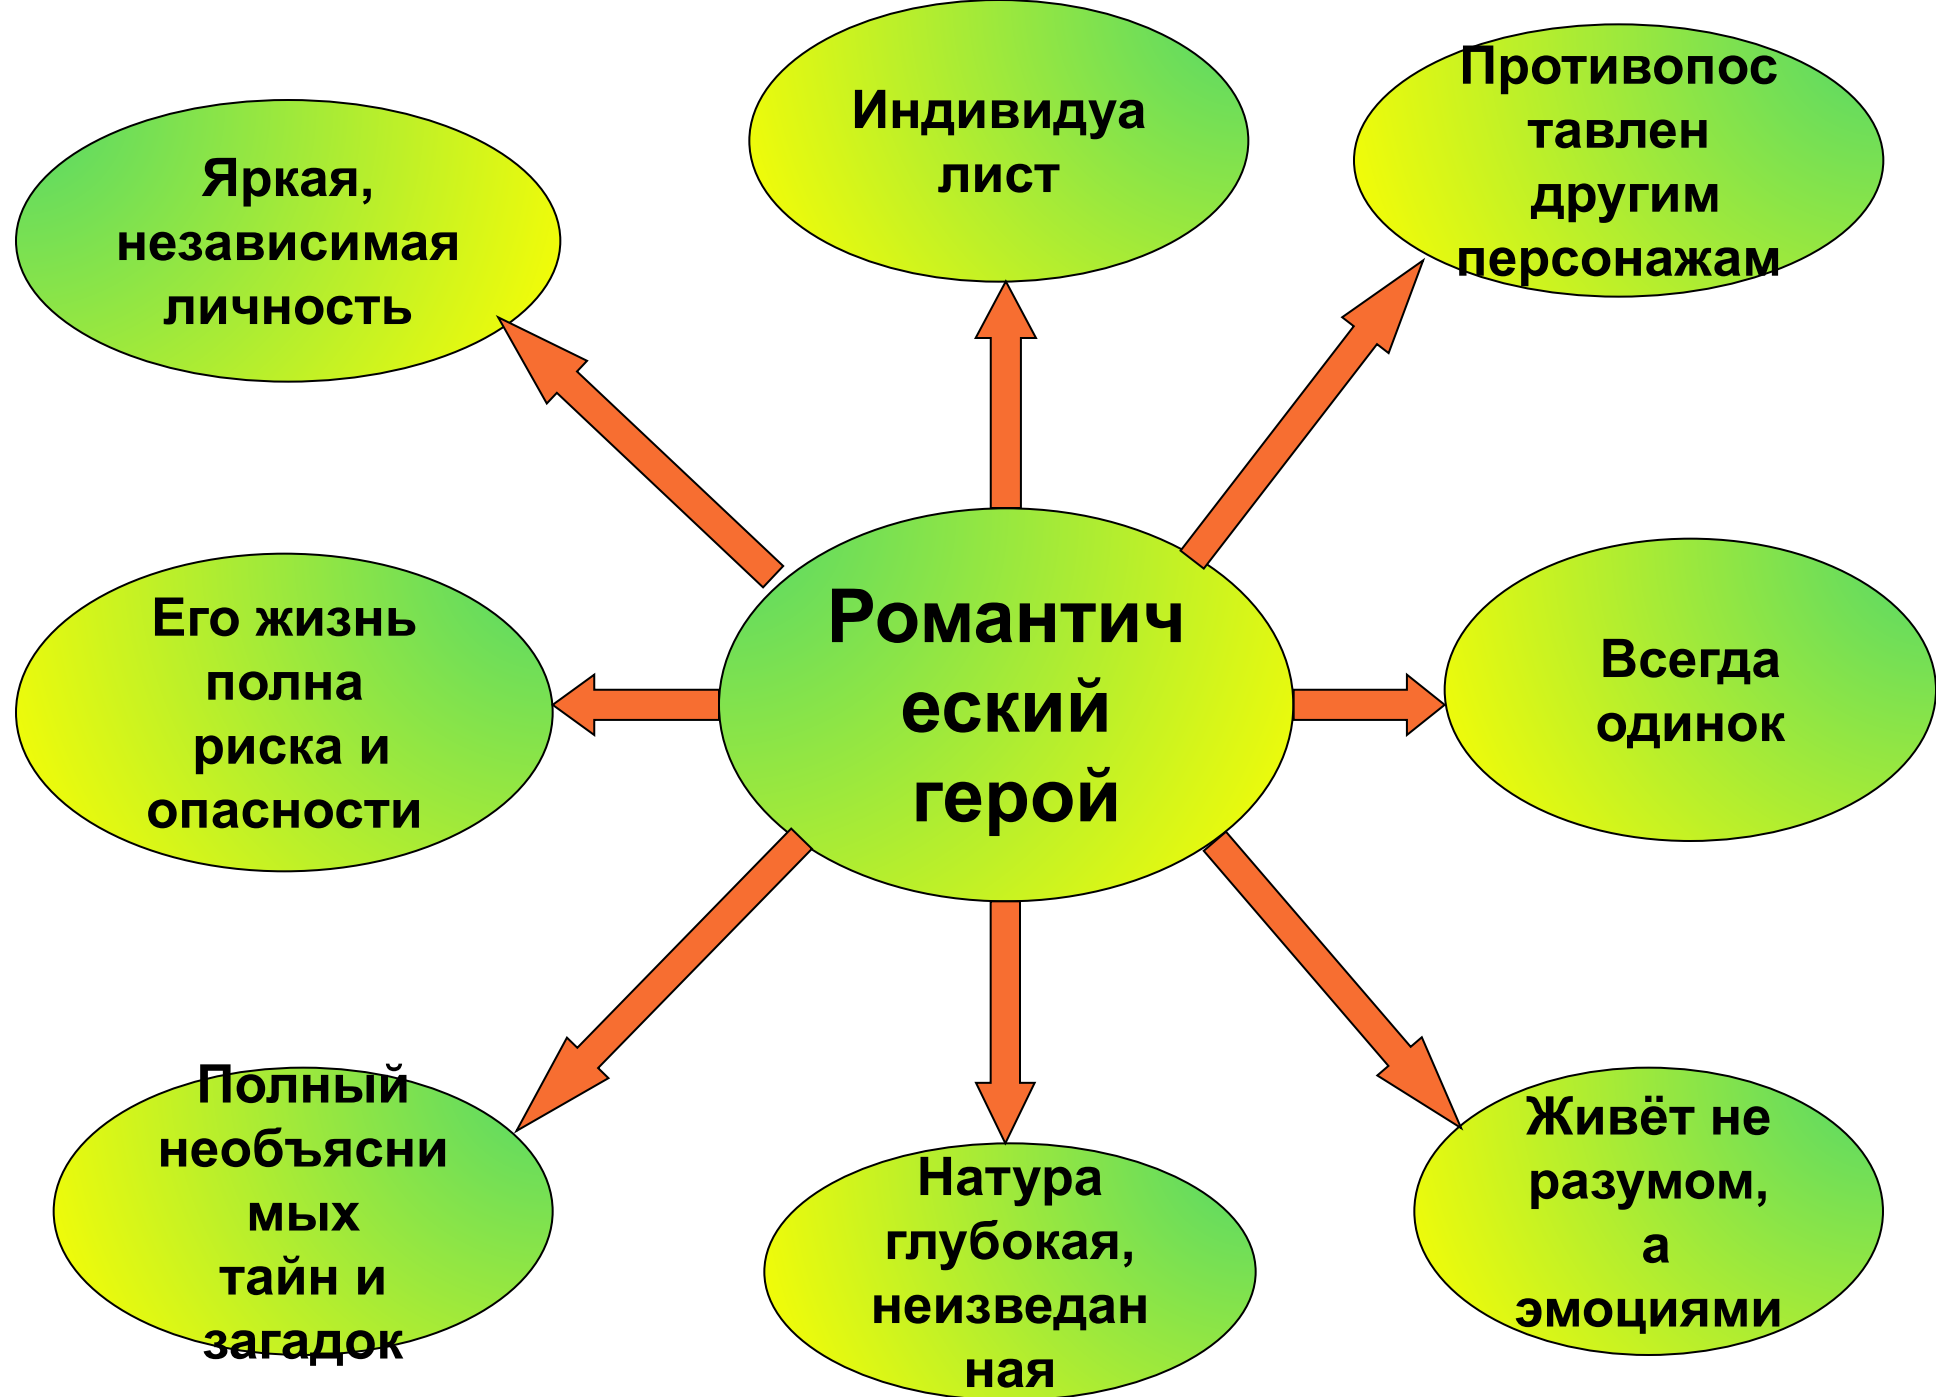 Яркая,
независимая
личность
Индивидуа
лист
Противопос
тавлен
другим
персонажам
Его жизнь
полна
риска и
опасности
Романтич
еский
герой
Всегда
одинок
Полный
необъясни
мых
тайн и
загадок
Натура
глубокая,
неизведан
ная
Живёт не
разумом,
а
эмоциями